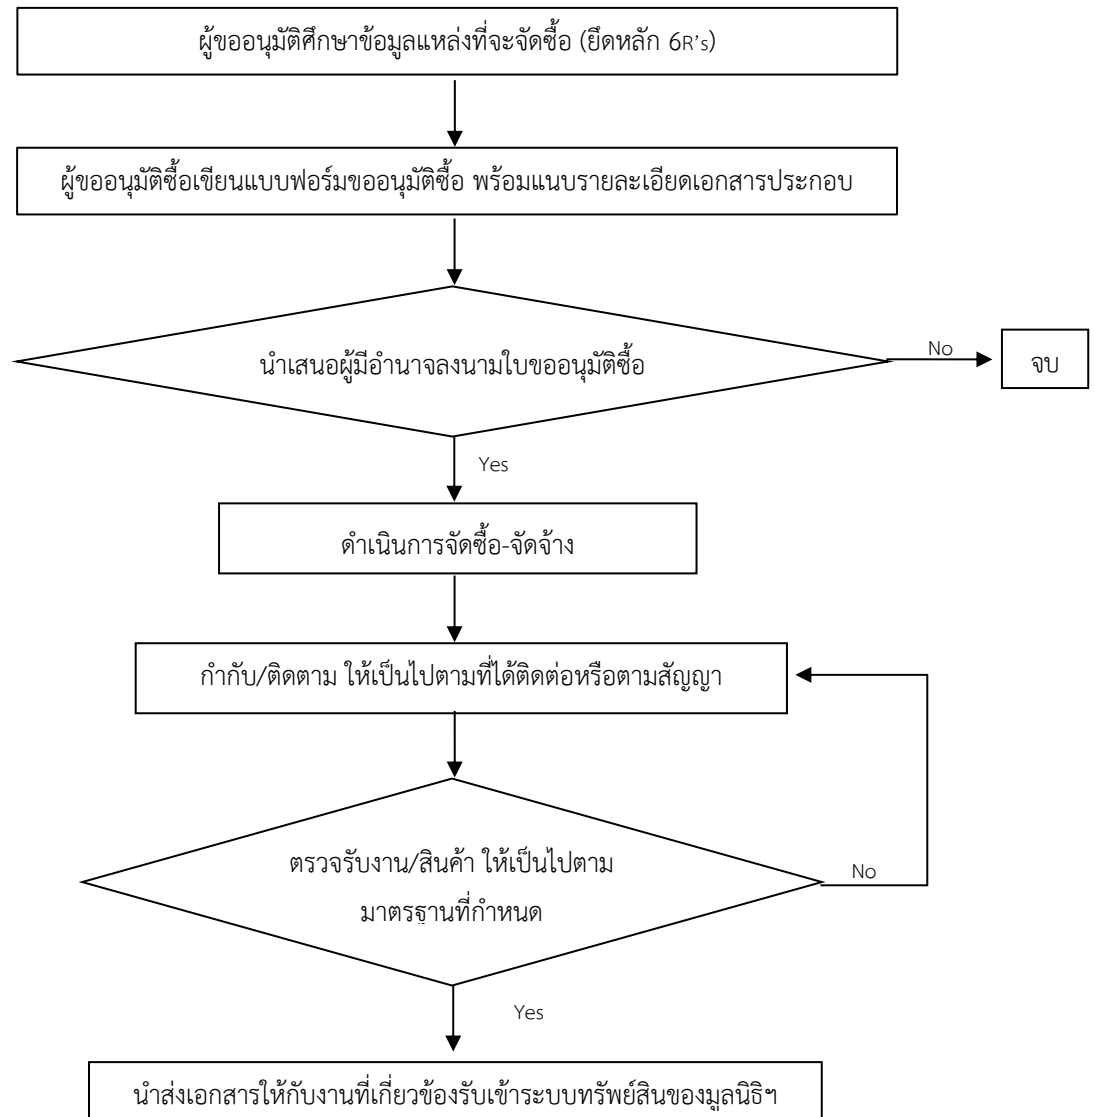 ผู้ขออนุมัติศึกษาข้อมูลแหล่งที่จะจัดซื้อ (ยึดหลัก 6R's)
ผู้ขออนุมัติซื้อเขียนแบบฟอร์มขออนุมัติซื้อ พร้อมแนบรายละเอียดเอกสารประกอบ
นำเสนอผู้มีอำนาจลงนามใบขออนุมัติซื้อ
No
จบ
Yes
ดำเนินการจัดซื้อ-จัดจ้าง
กำกับ/ติดตาม ให้เป็นไปตามที่ได้ติดต่อหรือตามสัญญา
ตรวจรับงาน/สินค้า ให้เป็นไปตาม
มาตรฐานที่กำหนด
No
Yes
นำส่งเอกสารให้กับงานที่เกี่ยวข้องรับเข้าระบบทรัพย์สินของมูลนิธิฯ